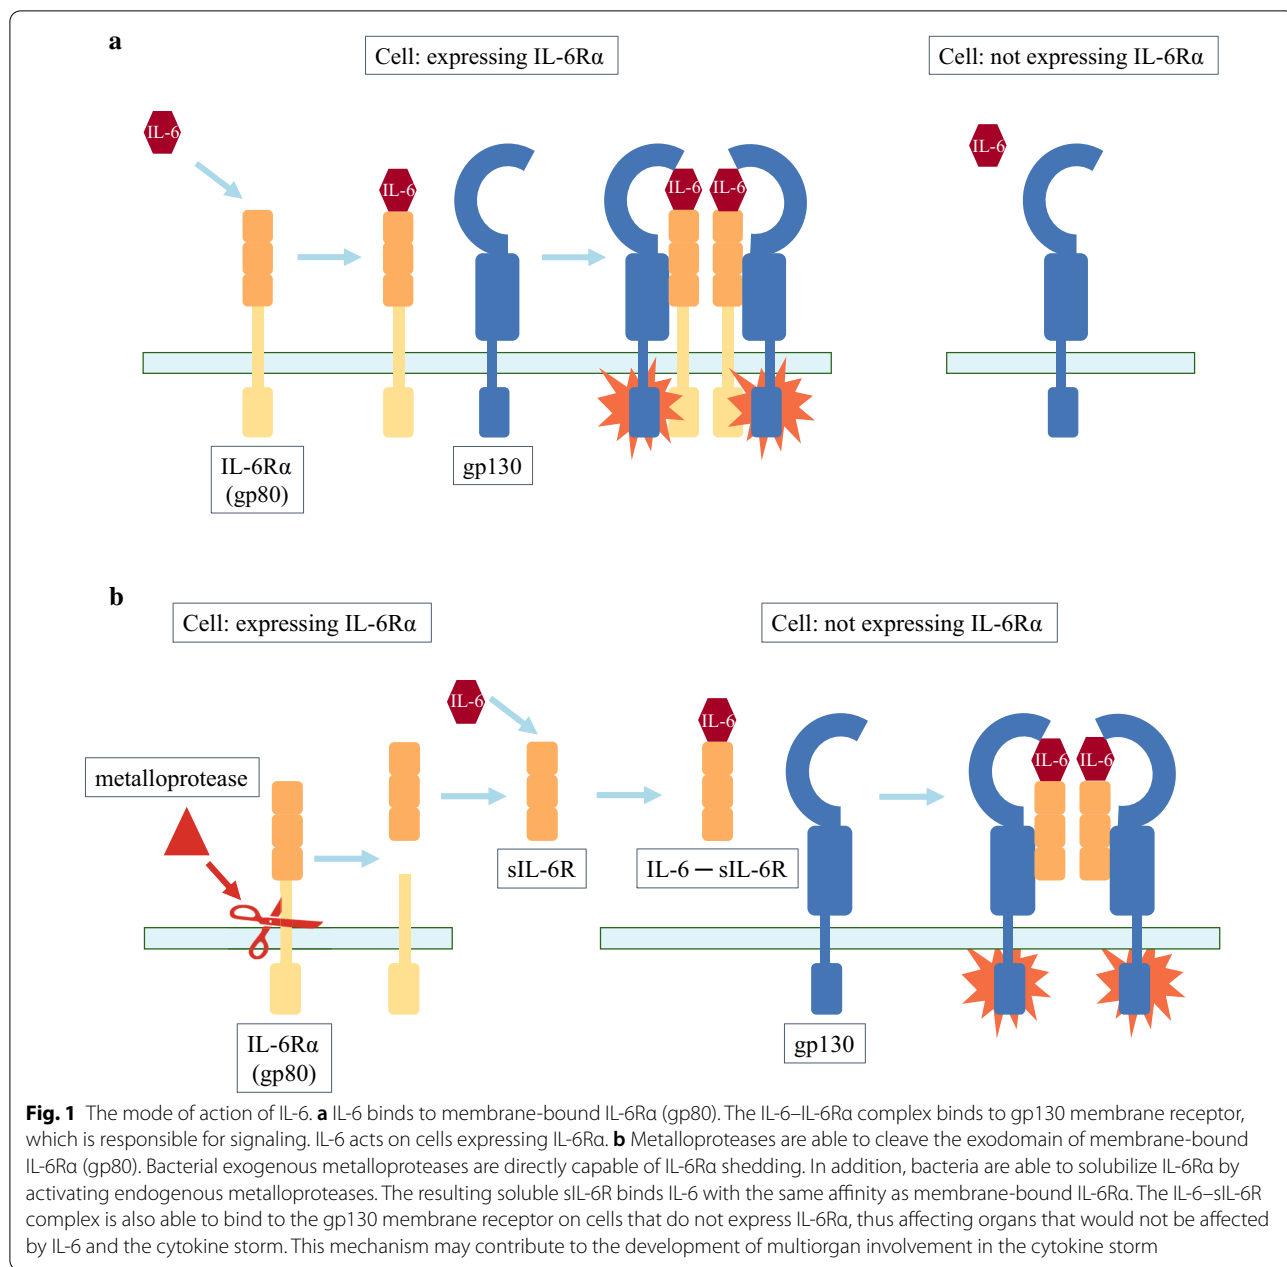 a
Cell: expressing IL-6Rα
Cell: not expressing IL-6Rα
IL-6
IL-6
IL-6
IL-6
IL-6
IL-6Rα
(gp80)
gp130
b
Cell: expressing IL-6Rα
Cell: not expressing IL-6Rα
IL-6
IL-6
IL-6
IL-6
metalloprotease
sIL-6R
IL-6 – sIL-6R
IL-6Rα
(gp80)
gp130
Fig. 1 The mode of action of IL-6. a IL-6 binds to membrane-bound IL-6Rα (gp80). The IL-6–IL-6Rα complex binds to gp130 membrane receptor,
which is responsible for signaling. IL-6 acts on cells expressing IL-6Rα. b Metalloproteases are able to cleave the exodomain of membrane-bound
IL-6Rα (gp80). Bacterial exogenous metalloproteases are directly capable of IL-6Rα shedding. In addition, bacteria are able to solubilize IL-6Rα by
activating endogenous metalloproteases. The resulting soluble sIL-6R binds IL-6 with the same affinity as membrane-bound IL-6Rα. The IL-6–sIL-6R
complex is also able to bind to the gp130 membrane receptor on cells that do not express IL-6Rα, thus affecting organs that would not be affected
by IL-6 and the cytokine storm. This mechanism may contribute to the development of multiorgan involvement in the cytokine storm